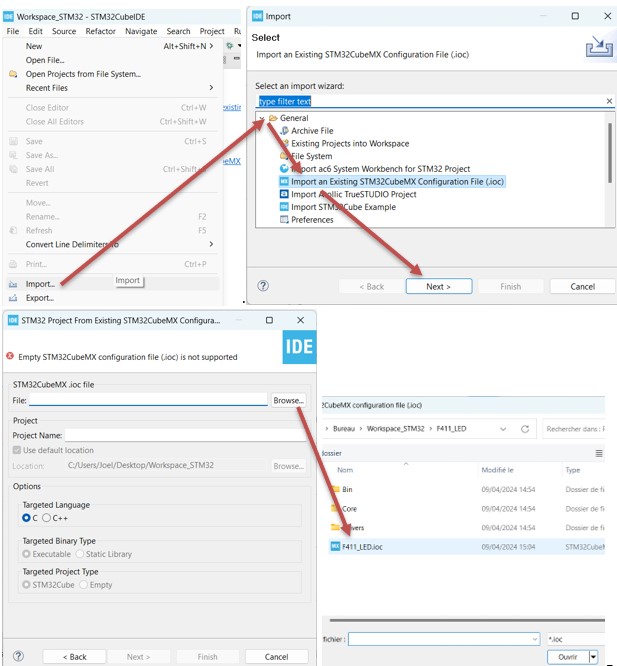 IDE Workspace_STM32 - STM32CubeIDE
File Edit Source Refactor Navigate Search Project Ru
New Alt+Shift+N >
Open File...
Open Projects from File System...
Recent Files >
Close Editor Ctrl+W
Close All Editors Ctrl+Shift+W
Save Ctrl+S
Save As...
Save All Ctrl+Shift+
Revert
Move...
Rename... F2
Refresh F5
Convert Line Delimiters To >
Print... Ctrl+P
Import...
Import
Export...
IDE Import
Select
Import an Existing STM32CubeMX Configuration File (.ioc)
Select an import wizard:
type filter text
General
Archive File
Existing Projects into Workspace
File System
Import ac6 System Workbench for STM32 Project
MX Import an Existing STM32CubeMX Configuration File (.ioc)
Import Atollic TrueSTUDIO Project
IDE Import STM32Cube Example
Preferences
? < Back Next > Finish Cancel
IDE STM32 Project From Existing STM32CubeMX Configura...
IDE
Empty STM32CubeMX configuration file (.ioc) is not supported
STM32CubeMX .ioc file
File: Browse...
Project
Project Name:
Use default location
Location: C:/Users/Joel/Desktop/Workspace_STM32 Browse...
Options
Targeted Language
C C++
Targeted Binary Type
Executable Static Library
Targeted Project Type
STM32Cube Empty
? < Back Next > Finish Cancel
CubeMX configuration file (.ioc)
> Bureau > Workspace_STM32 > F411_LED Rechercher dans : F
dossier
Nom Modifié le Type
Bin 09/04/2024 14:54 Dossier de fi
Core 09/04/2024 14:54 Dossier de fi
ivers 09/04/2024 14:54 Dossier de fi
MX F411_LED.ioc 09/04/2024 15:04 STM32CubeM
fichier : *.ioc
Ouvrir